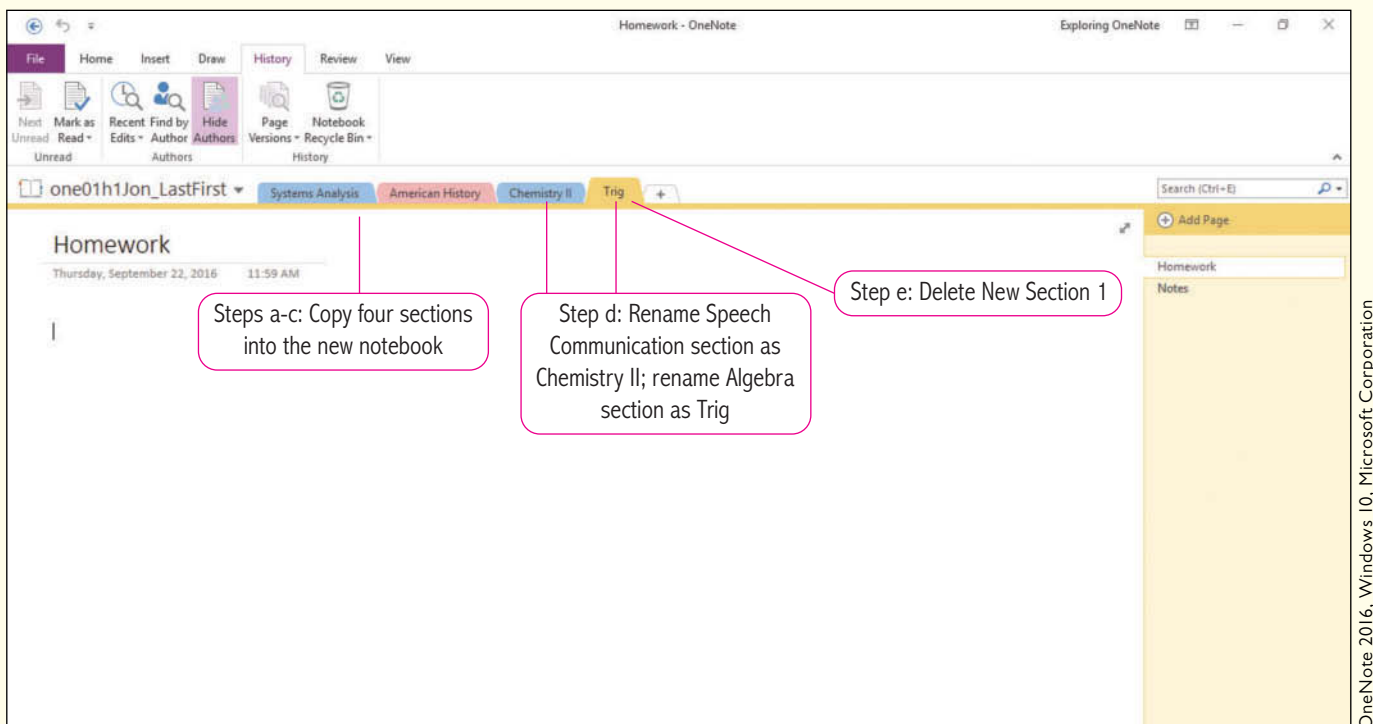 Homework - OneNote
Exploring OneNote
File Home Insert Draw History Review View
Next Unread
Mark as Read
Recent Edits
Find by Author
Hide Authors
Page Versions
Notebook Recycle Bin
Unread Authors History
one01h1Jon_LastFirst Systems Analysis American History Chemistry II Trig +
Search (Ctrl+E)
Add Page
Homework
Thursday, September 22, 2016 11:59 AM
Homework
Notes
Steps a-c: Copy four sections
into the new notebook
Step d: Rename Speech
Communication section as
Chemistry II; rename Algebra
section as Trig
Step e: Delete New Section 1
OneNote 2016, Windows 10, Microsoft Corporation